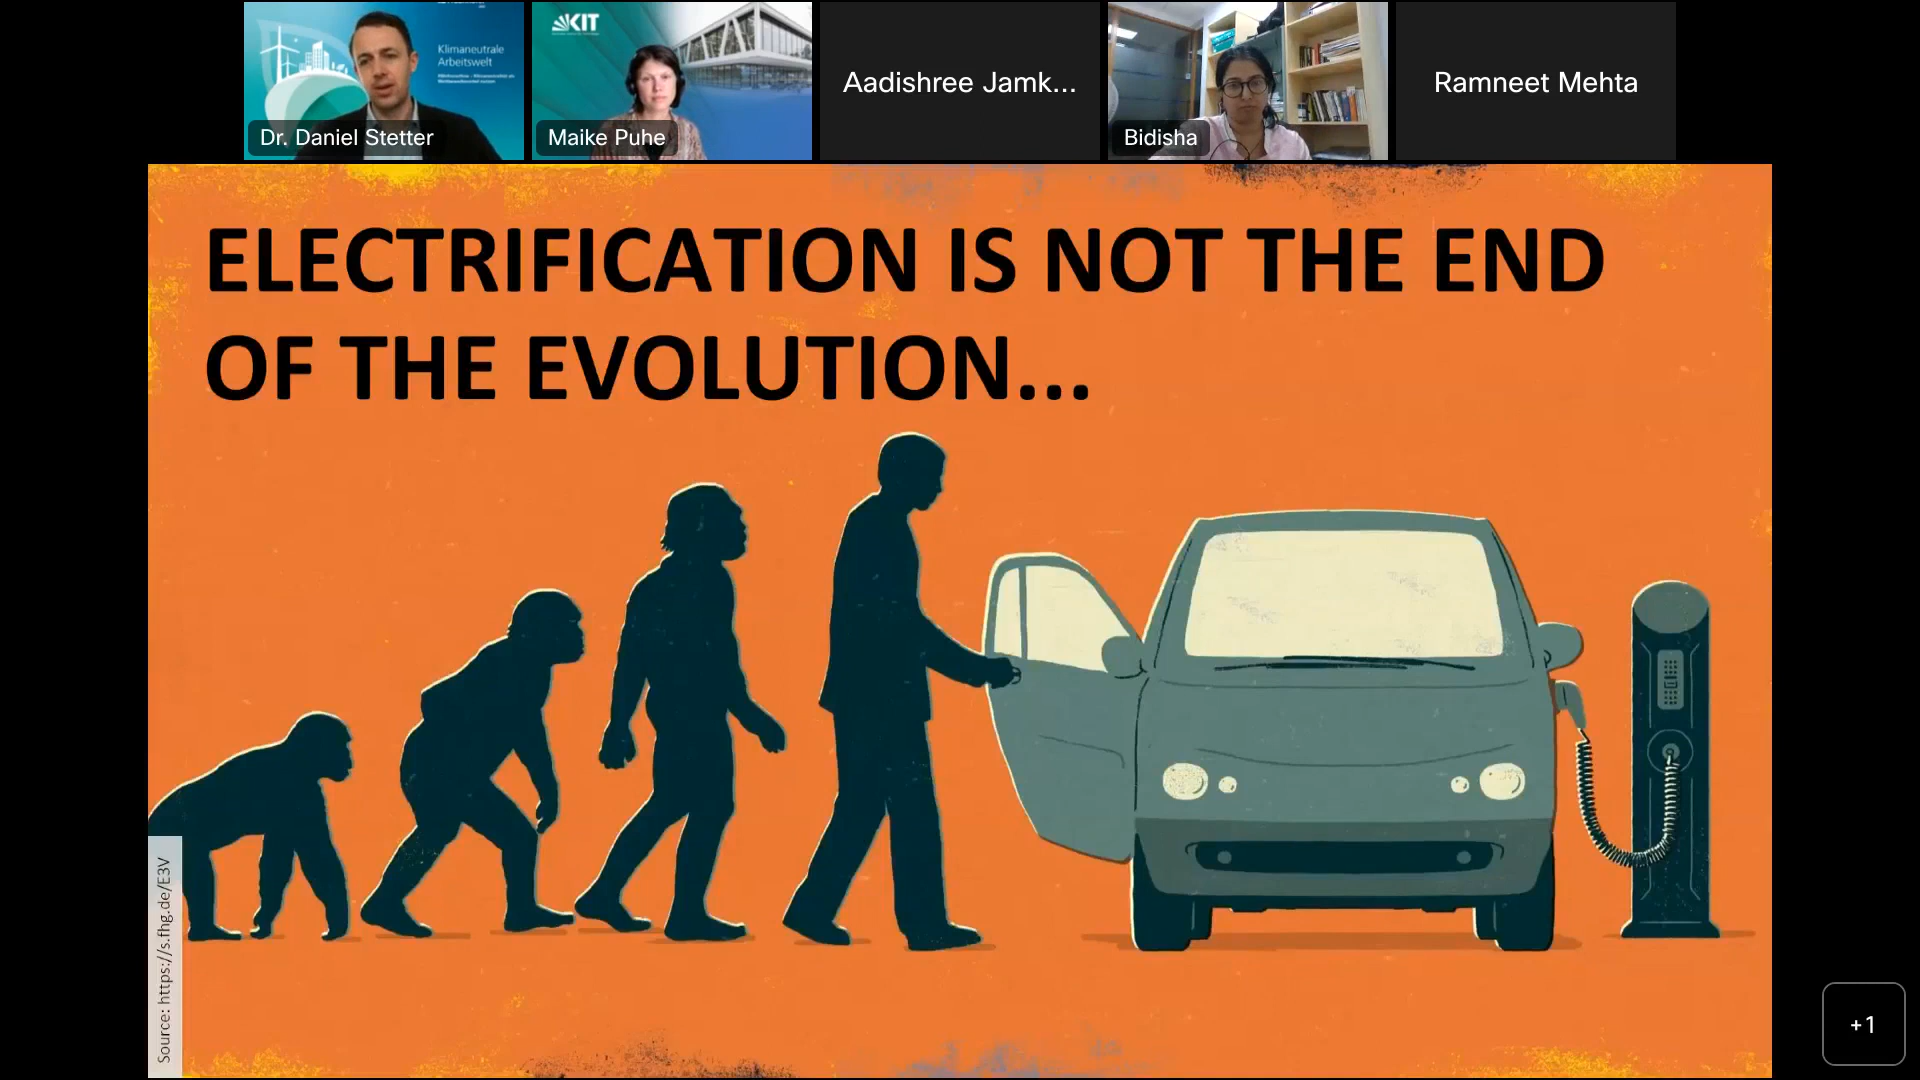 Klimaneutrale
Arbeitswelt
Dr. Daniel Stetter
KIT
Maike Puhe
Aadishree Jamk...
Bidisha
Ramneet Mehta
ELECTRIFICATION IS NOT THE END
OF THE EVOLUTION...
Source: https://s.fhg.de/E3V
+1